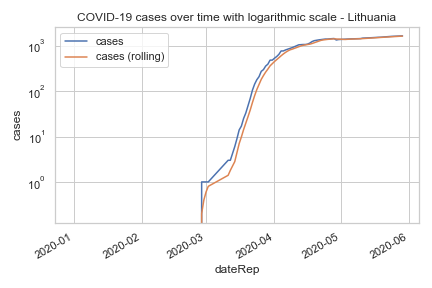 COVID-19 cases over time with logarithmic scale - Lithuania
cases
cases (rolling)
10³
10²
10¹
10⁰
cases
2020-01
2020-02
2020-03
2020-04
2020-05
2020-06
dateRep